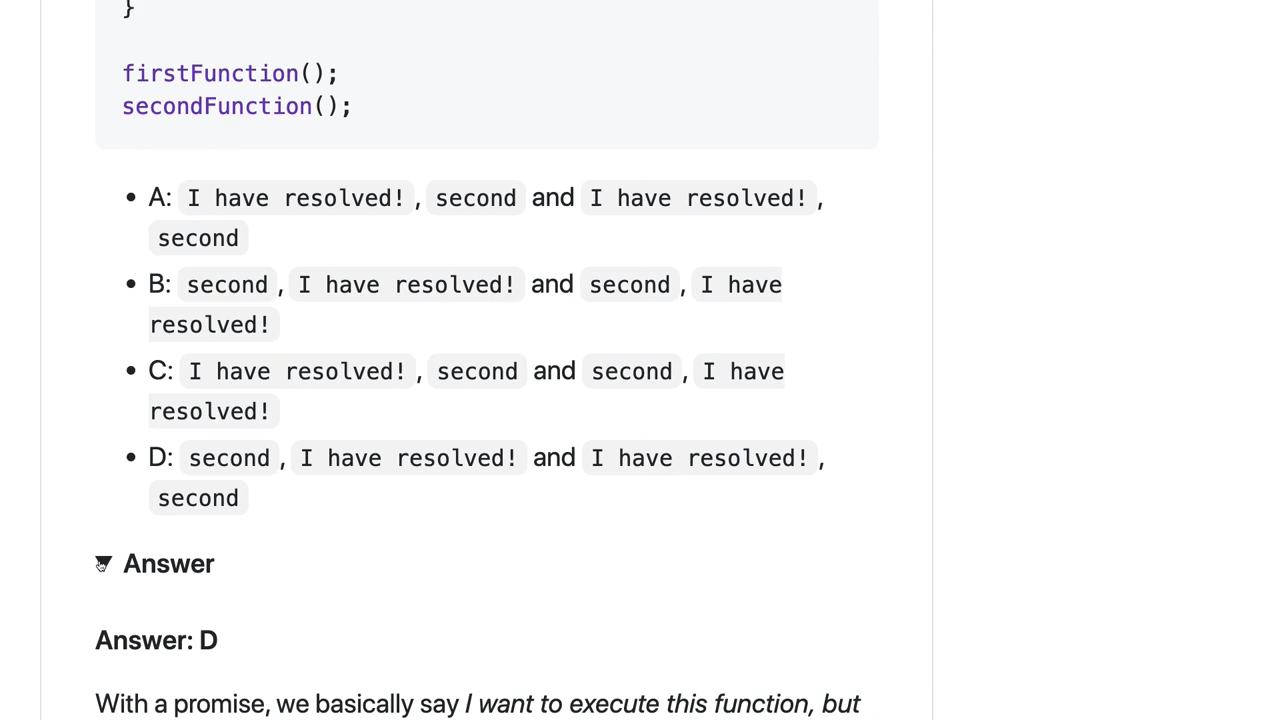 }
firstFunction();
secondFunction();
• A: I have resolved!, second and I have resolved!,
second
• B: second, I have resolved! and second, I have
resolved!
• C: I have resolved!, second and second, I have
resolved!
• D: second, I have resolved! and I have resolved!,
second
Answer
Answer: D
With a promise, we basically say I want to execute this function, but